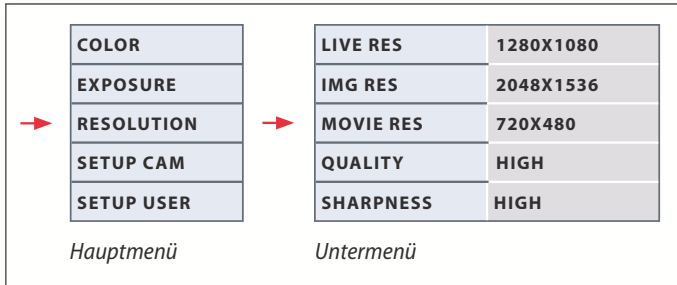 COLOR
EXPOSURE
RESOLUTION
SETUP CAM
SETUP USER
Hauptmenü
LIVE RES 1280X1080
IMG RES 2048X1536
MOVIE RES 720X480
QUALITY HIGH
SHARPNESS HIGH
Untermenü